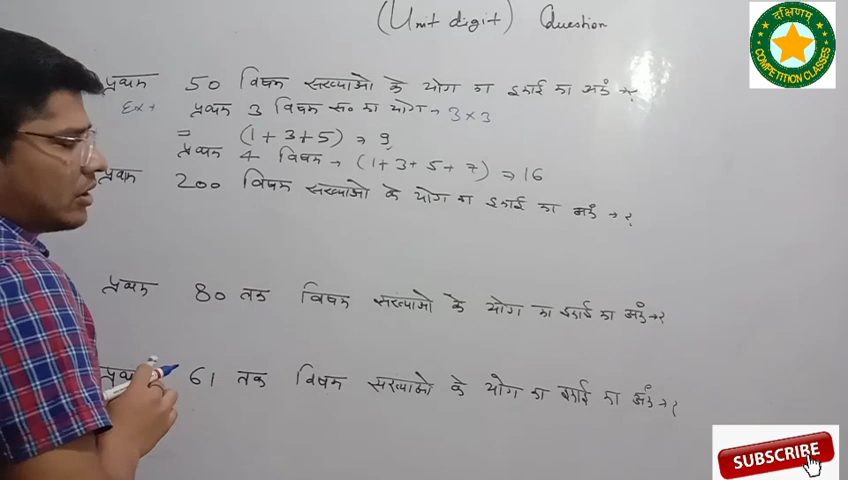 (Unit digit) Question
प्रथम 50 विषम संख्याओ के योग का इकाई का अंक → ?
Ex → प्रथम 3 विषम सं० का योग → 3 × 3
= (1 + 3 + 5) → 9
प्रथम 4 विषम → (1 + 3 + 5 + 7) ⇒ 16
प्रथम 200 विषम संख्याओ के योग का इकाई का अंक → ?
प्रथम 80 तक विषम संख्याओ के योग का इकाई का अंक → ?
प्रथम 61 तक विषम संख्याओ के योग का इकाई का अंक → ?
दक्षिणम्
COMPETITION CLASSES
SUBSCRIBE